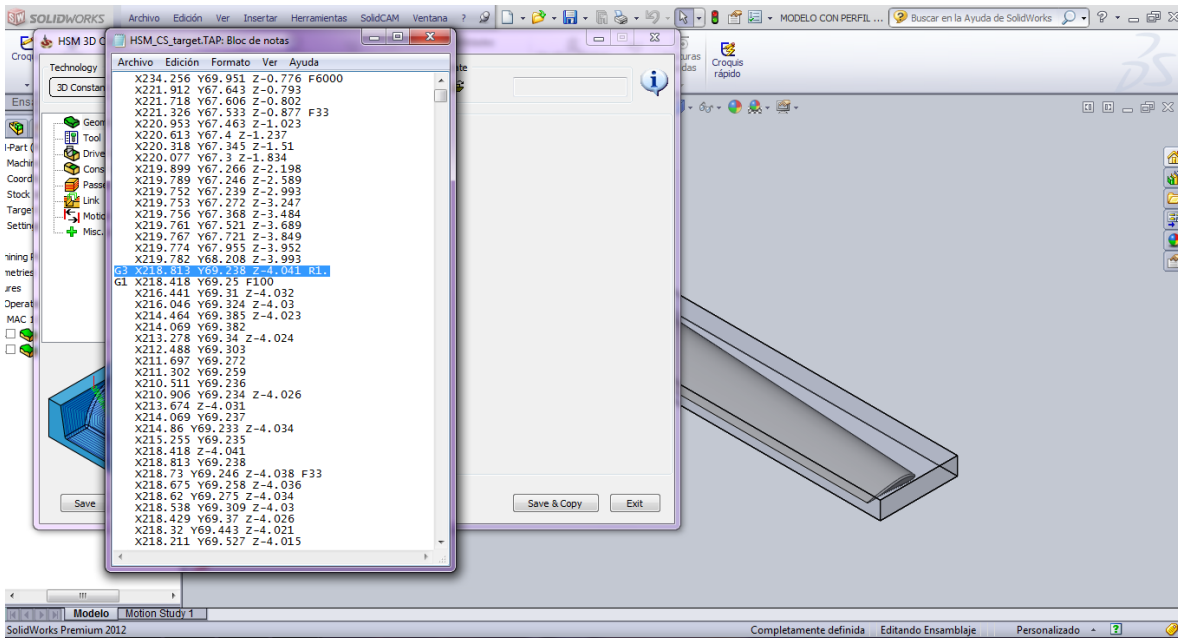 SOLIDWORKS Archivo Edición Ver Insertar Herramientas SolidCAM Ventana ? MODELO CON PERFIL ... Buscar en la Ayuda de SolidWorks
HSM 3D C
HSM_CS_target.TAP: Bloc de notas
Archivo Edición Formato Ver Ayuda
Croquis
rápido
Technology
3D Constan
Geom
Tool
Drive
Cons
Passe
Link
Motio
Misc.
I-Part (
Machin
Coord
Stock
Target
Setting
MAC 1
X234.256 Y69.951 Z-0.776 F6000
X221.912 Y67.643 Z-0.793
X221.718 Y67.606 Z-0.802
X221.326 Y67.533 Z-0.877 F33
X220.953 Y67.463 Z-1.023
X220.613 Y67.4 Z-1.237
X220.318 Y67.345 Z-1.51
X220.077 Y67.3 Z-1.834
X219.899 Y67.266 Z-2.198
X219.789 Y67.246 Z-2.589
X219.752 Y67.239 Z-2.993
X219.753 Y67.272 Z-3.247
X219.756 Y67.368 Z-3.484
X219.761 Y67.521 Z-3.689
X219.767 Y67.721 Z-3.849
X219.774 Y67.955 Z-3.952
X219.782 Y68.208 Z-3.993
G3 X218.813 Y69.238 Z-4.041 R1.
G1 X218.418 Y69.25 F100
X216.441 Y69.31 Z-4.032
X216.046 Y69.324 Z-4.03
X214.464 Y69.385 Z-4.023
X214.069 Y69.382
X213.278 Y69.34 Z-4.024
X212.488 Y69.303
X211.697 Y69.272
X211.302 Y69.259
X210.511 Y69.236
X210.906 Y69.234 Z-4.026
X213.674 Z-4.031
X214.069 Y69.237
X214.86 Y69.233 Z-4.034
X215.255 Y69.235
X218.418 Z-4.041
X218.813 Y69.238
X218.73 Y69.246 Z-4.038 F33
X218.675 Y69.258 Z-4.036
X218.62 Y69.275 Z-4.034
X218.538 Y69.309 Z-4.03
X218.429 Y69.37 Z-4.026
X218.32 Y69.443 Z-4.021
X218.211 Y69.527 Z-4.015
Save
Save & Copy
Exit
Modelo
Motion Study 1
SolidWorks Premium 2012
Completamente definida
Editando Ensamblaje
Personalizado